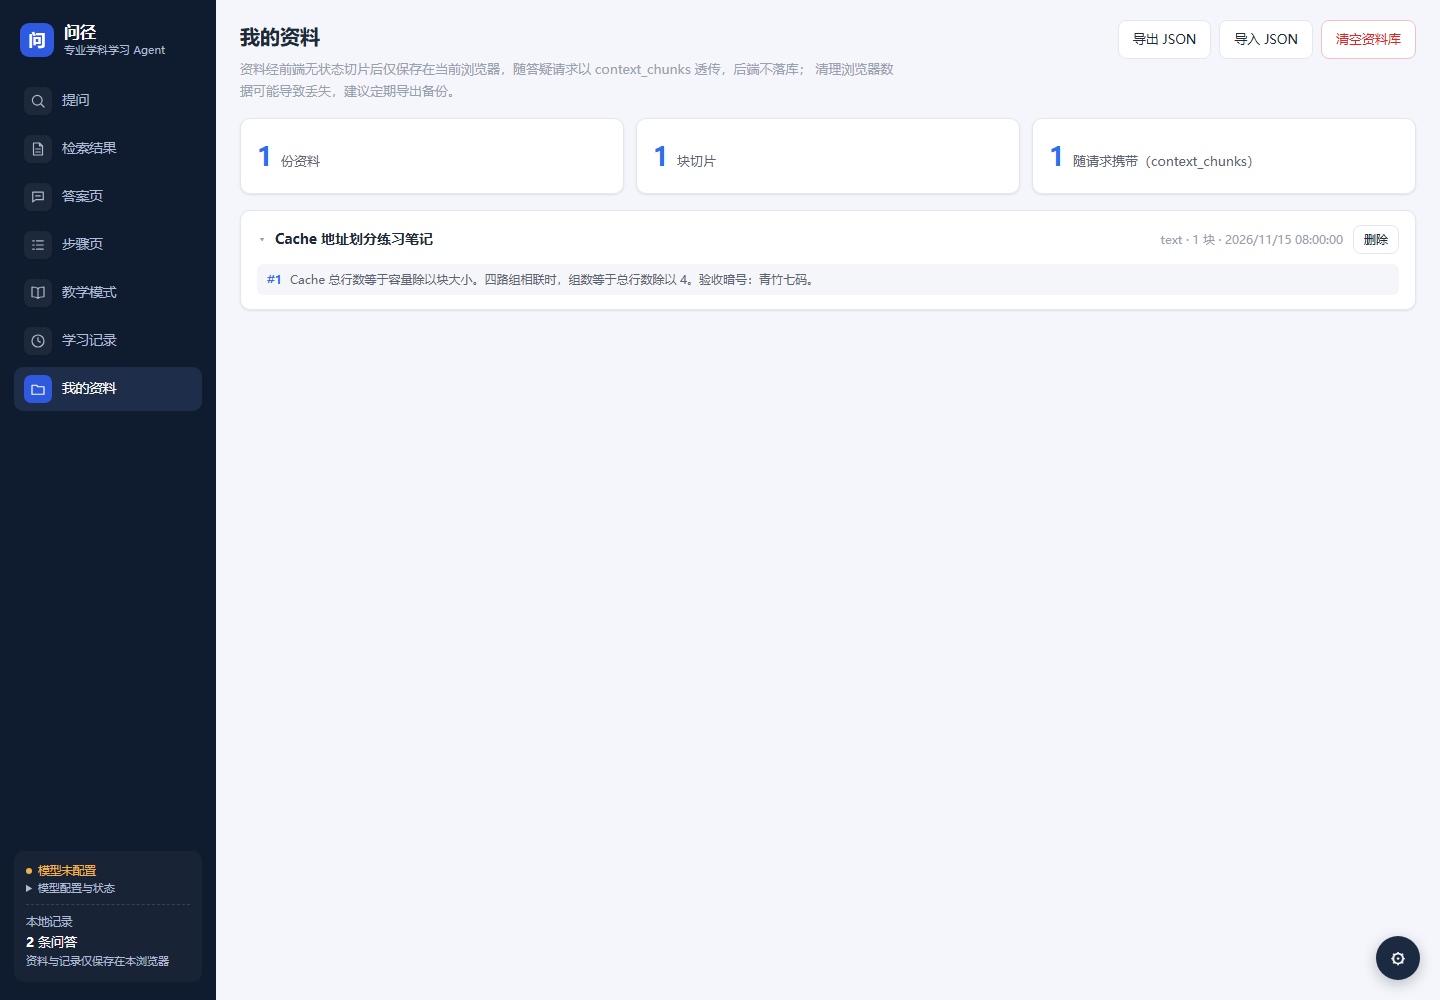 问
问径
专业学科学习 Agent
提问
检索结果
答案页
步骤页
教学模式
学习记录
我的资料
模型未配置
模型配置与状态
本地记录
2 条问答
资料与记录仅保存在本浏览器
我的资料
资料经前端无状态切片后仅保存在当前浏览器，随答疑请求以 context_chunks 透传，后端不落库； 清理浏览器数
据可能导致丢失，建议定期导出备份。
导出 JSON
导入 JSON
清空资料库
1 份资料
1 块切片
1 随请求携带（context_chunks）
Cache 地址划分练习笔记
text · 1 块 · 2026/11/15 08:00:00
删除
#1 Cache 总行数等于容量除以块大小。四路组相联时，组数等于总行数除以 4。验收暗号：青竹七码。